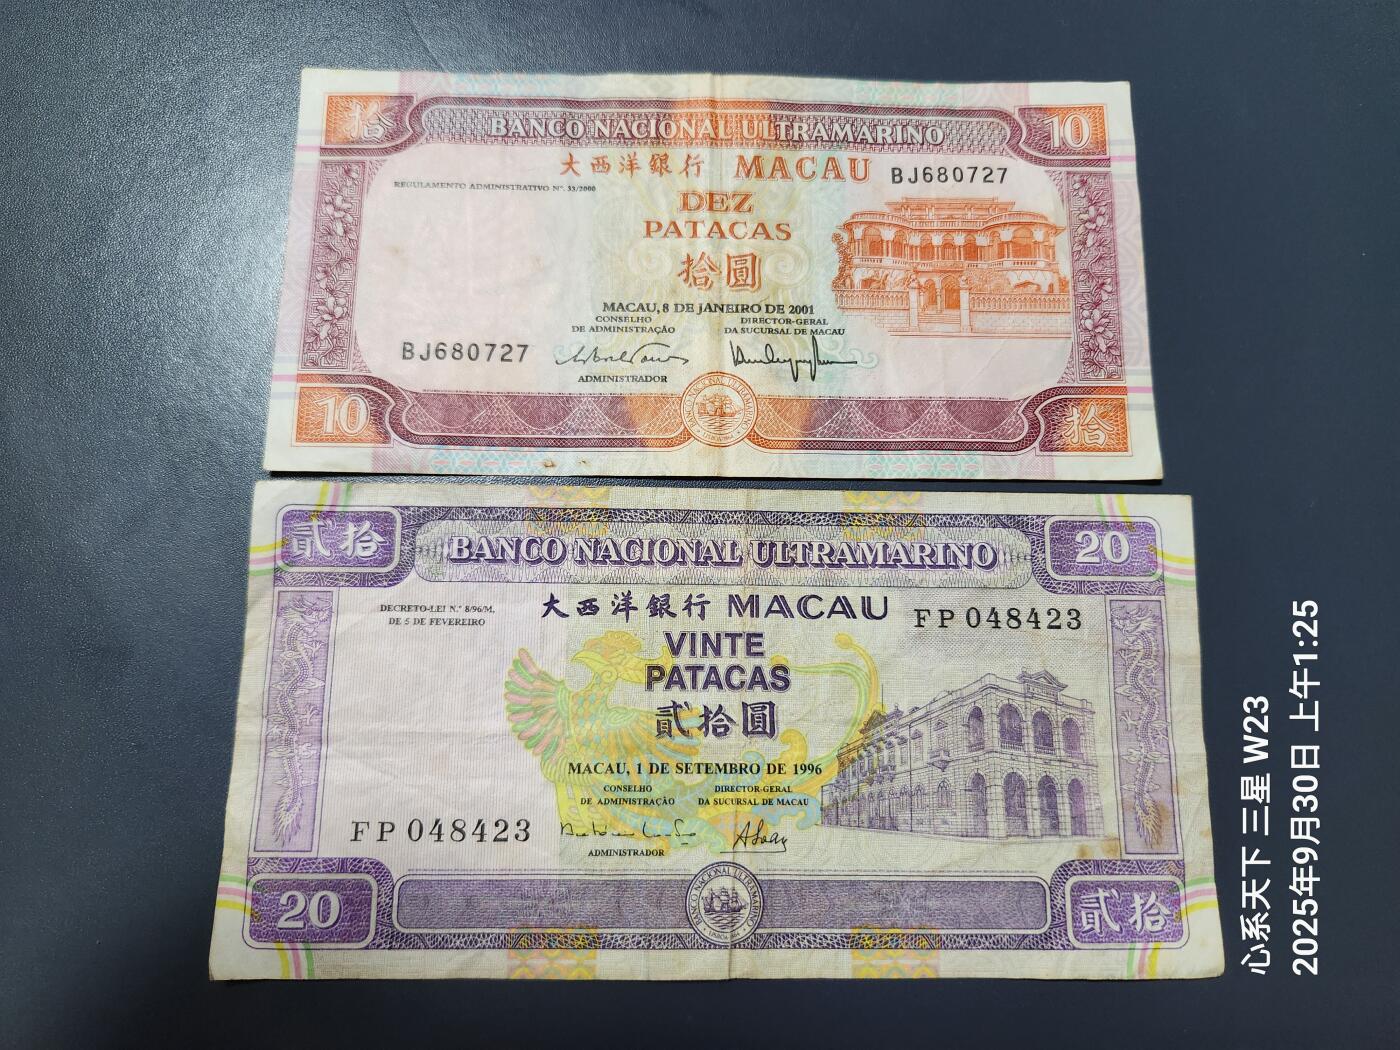 拾
BANCO NACIONAL ULTRAMARINO
10
大西洋銀行 MACAU
BJ680727
REGULAMENTO ADMINISTRATIVO Nº. 33/2000
DEZ
PATACAS
拾圓
MACAU, 8 DE JANEIRO DE 2001
CONSELHO
DE ADMINISTRAÇÃO
DIRECTOR-GERAL
DA SUCURSAL DE MACAU
BJ680727
ADMINISTRADOR
10
拾
貳拾
BANCO NACIONAL ULTRAMARINO
20
DECRETO-LEI N.º 8/96/M,
DE 5 DE FEVEREIRO
大西洋銀行 MACAU
FP048423
VINTE
PATACAS
貳拾圓
MACAU, 1 DE SETEMBRO DE 1996
CONSELHO
DE ADMINISTRAÇÃO
DIRECTOR-GERAL
DA SUCURSAL DE MACAU
FP048423
ADMINISTRADOR
20
BANCO NACIONAL ULTRAMARINO
貳拾
心系天下 三星 W23
2025年9月30日 上午1:25